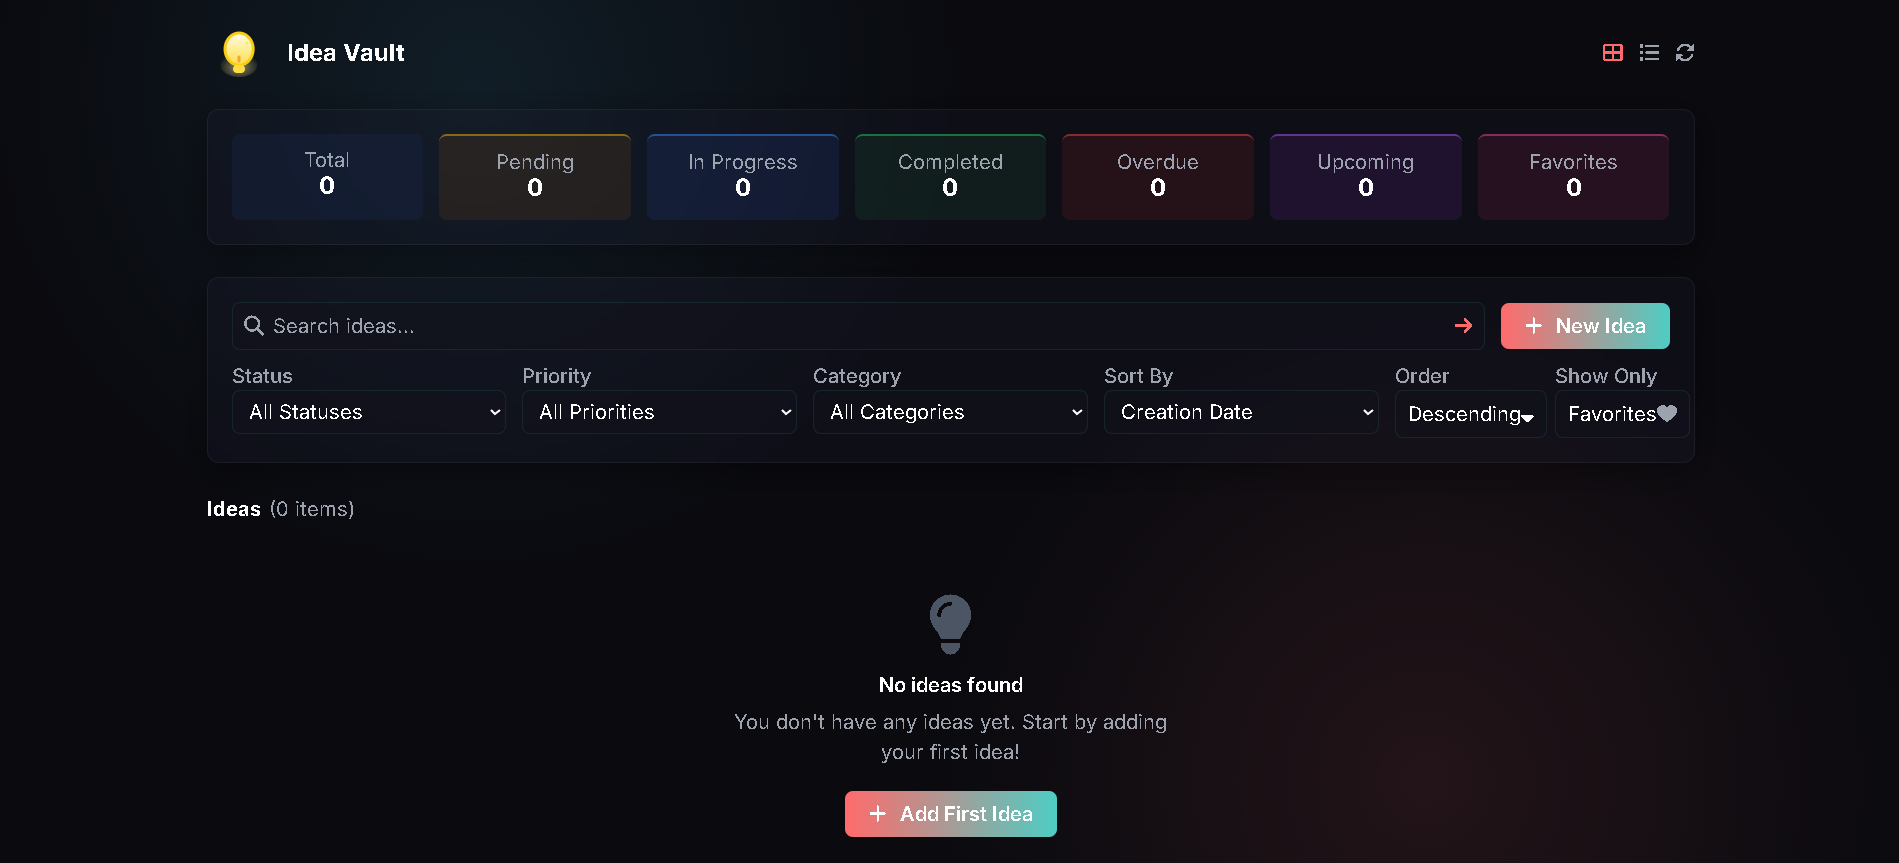 Idea Vault
Total
0
Pending
0
In Progress
0
Completed
0
Overdue
0
Upcoming
0
Favorites
0
Search ideas...
New Idea
Status
All Statuses
Priority
All Priorities
Category
All Categories
Sort By
Creation Date
Order
Descending
Show Only
Favorites
Ideas (0 items)
No ideas found
You don't have any ideas yet. Start by adding
your first idea!
Add First Idea